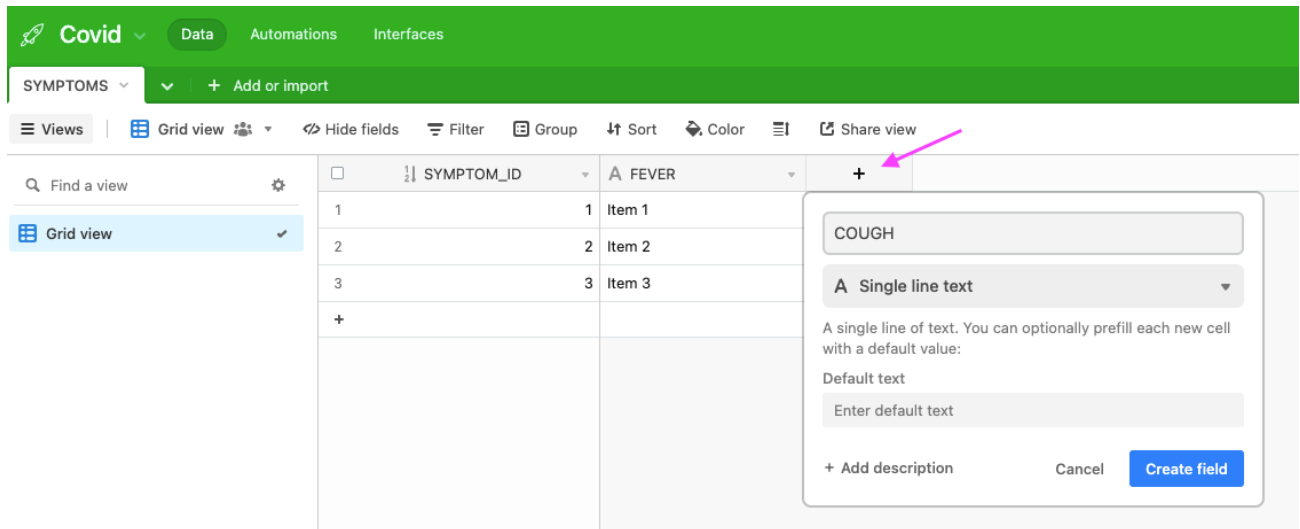 Covid Data Automations Interfaces
SYMPTOMS + Add or import
Views Grid view Hide fields Filter Group Sort Color Share view
Find a view
Grid view
SYMPTOM_ID A FEVER +
1 1 Item 1
2 2 Item 2
3 3 Item 3
+
COUGH
A Single line text
A single line of text. You can optionally prefill each new cell
with a default value:
Default text
Enter default text
+ Add description Cancel Create field